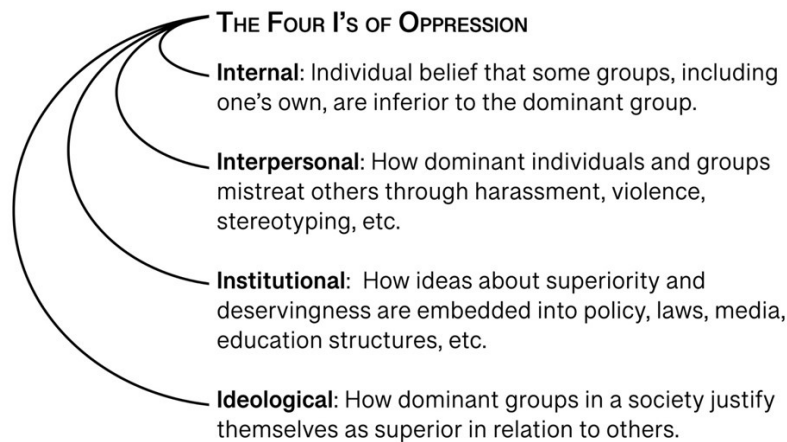 The Four I's of Oppression
Internal: Individual belief that some groups, including
one's own, are inferior to the dominant group.
Interpersonal: How dominant individuals and groups
mistreat others through harassment, violence,
stereotyping, etc.
Institutional:  How ideas about superiority and
deservingness are embedded into policy, laws, media,
education structures, etc.
Ideological: How dominant groups in a society justify
themselves as superior in relation to others.